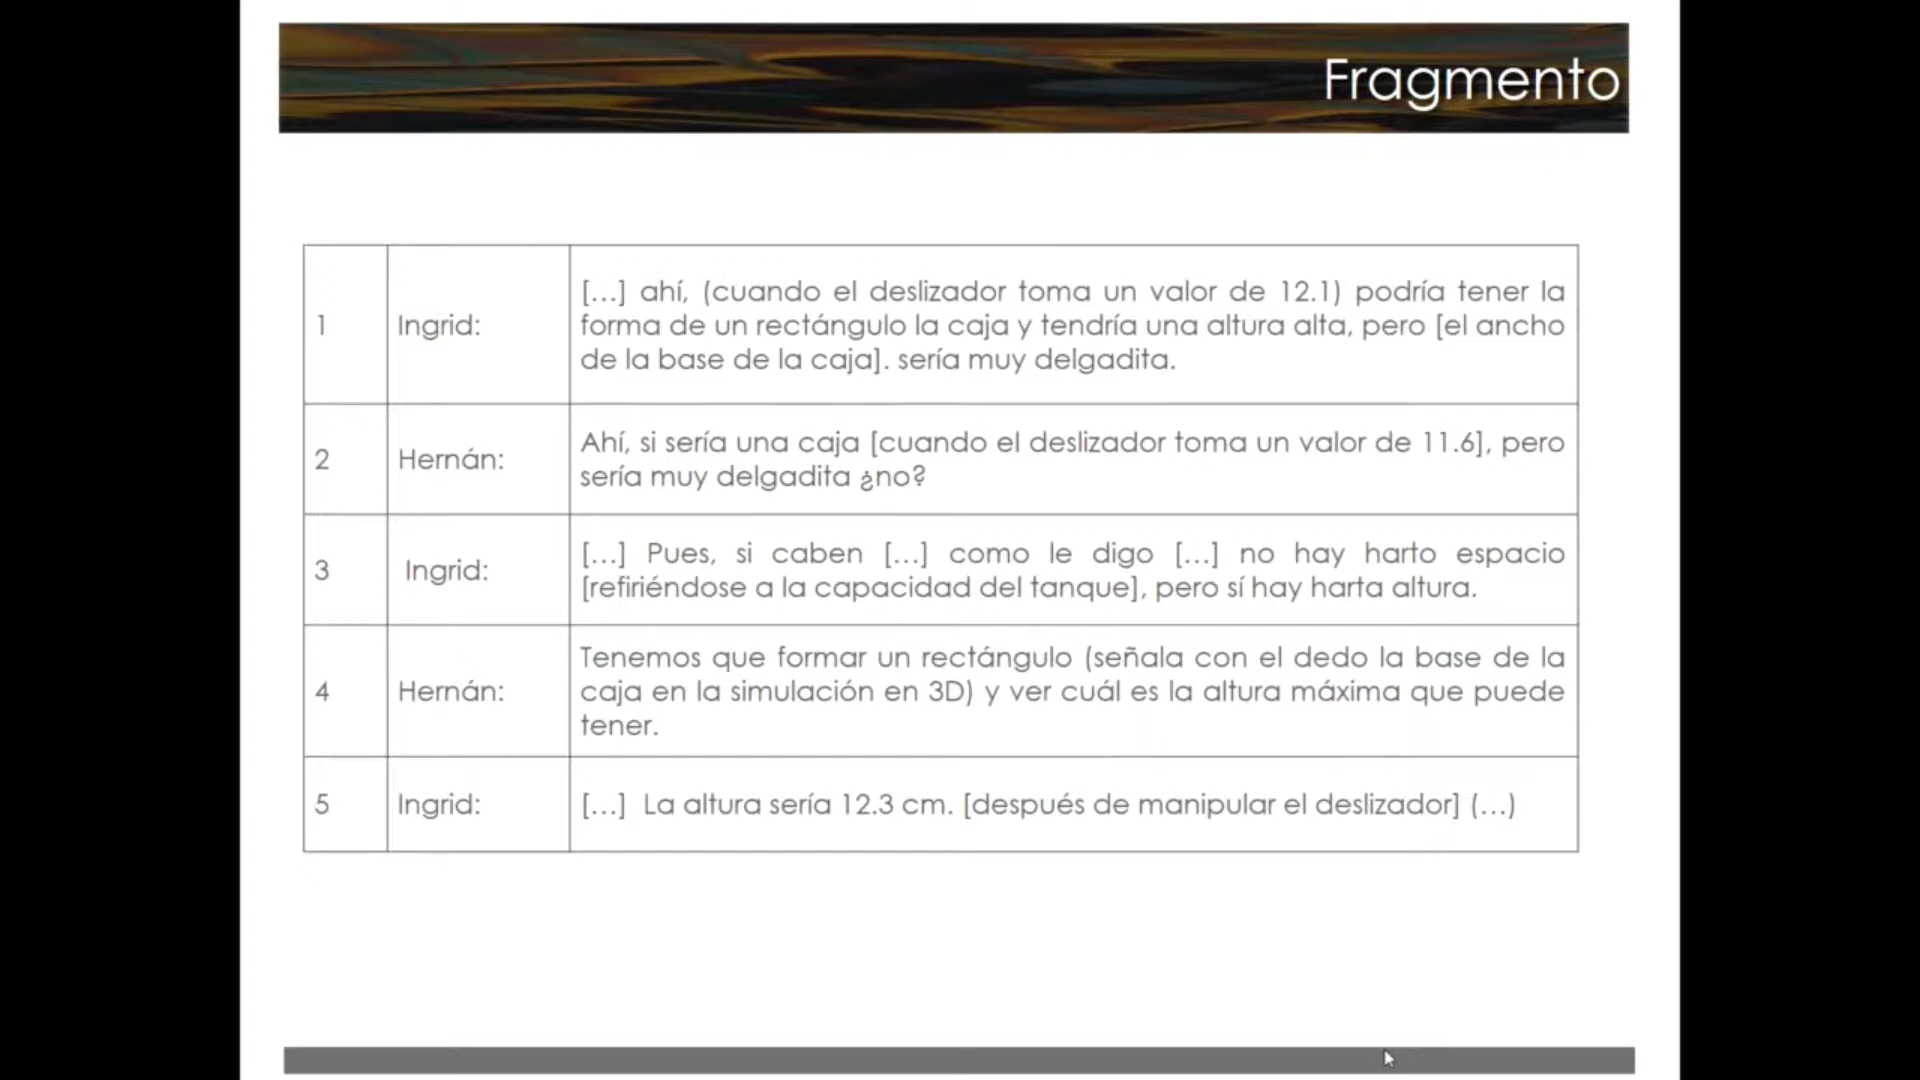 Fragmento
1
Ingrid:
[...] ahí, (cuando el deslizador toma un valor de 12.1) podría tener la
forma de un rectángulo la caja y tendría una altura alta, pero [el ancho
de la base de la caja]. sería muy delgadita.
2
Hernán:
Ahí, si sería una caja [cuando el deslizador toma un valor de 11.6], pero
sería muy delgadita ¿no?
3
Ingrid:
[...] Pues, si caben [...] como le digo [...] no hay harto espacio
[refiriéndose a la capacidad del tanque], pero sí hay harta altura.
4
Hernán:
Tenemos que formar un rectángulo (señala con el dedo la base de la
caja en la simulación en 3D) y ver cuál es la altura máxima que puede
tener.
5
Ingrid:
[...] La altura sería 12.3 cm. [después de manipular el deslizador] (...)